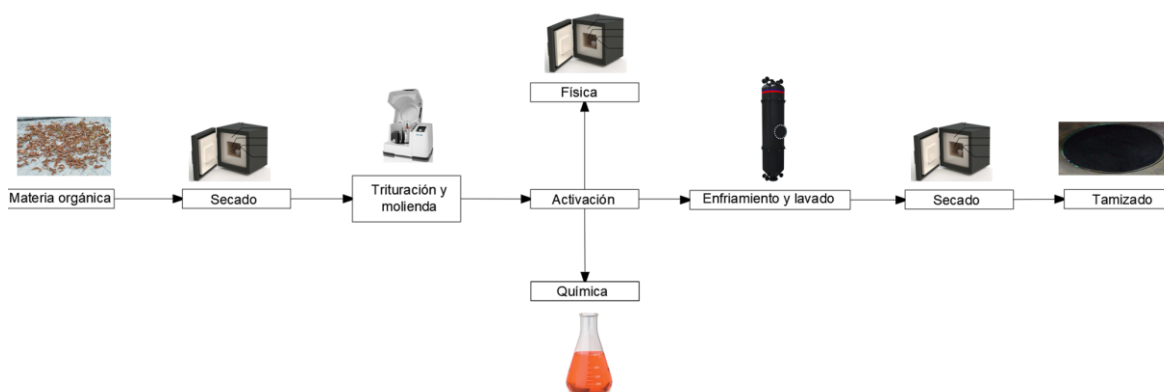 Física
Materia orgánica
Secado
Trituración y
molienda
Activación
Enfriamiento y lavado
Secado
Tamizado
Química